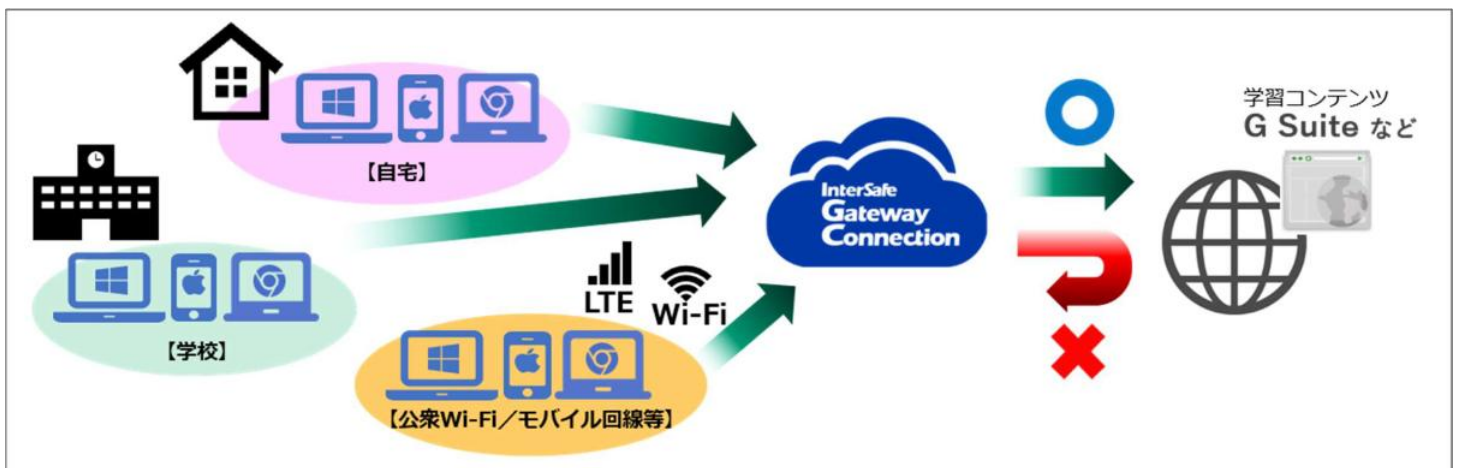 【自宅】
【学校】
LTE
Wi-Fi
【公衆Wi-Fi／モバイル回線等】
InterSafe
Gateway
Connection
学習コンテンツ
G Suite など